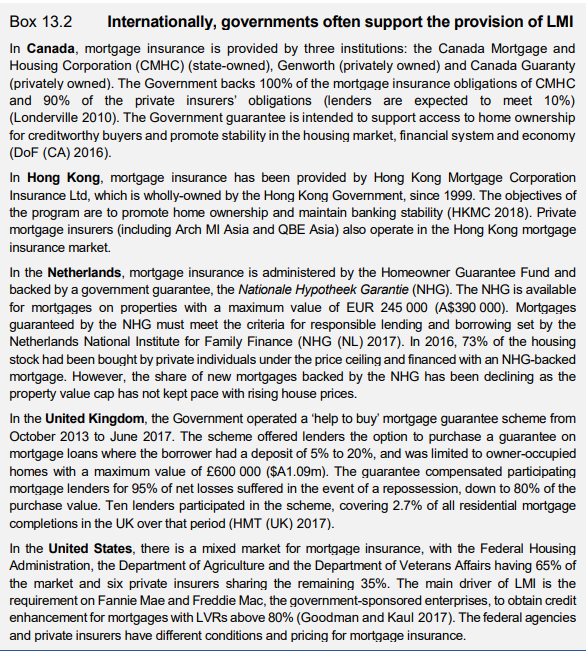 Box 13.2 Internationally, governments often support the provision of LMI
In Canada, mortgage insurance is provided by three institutions: the Canada Mortgage and
Housing Corporation (CMHC) (state-owned), Genworth (privately owned) and Canada Guaranty
(privately owned). The Government backs 100% of the mortgage insurance obligations of CMHC
and 90% of the private insurers' obligations (lenders are expected to meet 10%)
(Londerville 2010). The Government guarantee is intended to support access to home ownership
for creditworthy buyers and promote stability in the housing market, financial system and economy
(DoF (CA) 2016).
In Hong Kong, mortgage insurance has been provided by Hong Kong Mortgage Corporation
Insurance Ltd, which is wholly-owned by the Hong Kong Government, since 1999. The objectives of
the program are to promote home ownership and maintain banking stability (HKMC 2018). Private
mortgage insurers (including Arch MI Asia and QBE Asia) also operate in the Hong Kong mortgage
insurance market.
In the Netherlands, mortgage insurance is administered by the Homeowner Guarantee Fund and
backed by a government guarantee, the Nationale Hypotheek Garantie (NHG). The NHG is available
for mortgages on properties with a maximum value of EUR 245 000 (A$390 000). Mortgages
guaranteed by the NHG must meet the criteria for responsible lending and borrowing set by the
Netherlands National Institute for Family Finance (NHG (NL) 2017). In 2016, 73% of the housing
stock had been bought by private individuals under the price ceiling and financed with an NHG-backed
mortgage. However, the share of new mortgages backed by the NHG has been declining as the
property value cap has not kept pace with rising house prices.
In the United Kingdom, the Government operated a 'help to buy' mortgage guarantee scheme from
October 2013 to June 2017. The scheme offered lenders the option to purchase a guarantee on
mortgage loans where the borrower had a deposit of 5% to 20%, and was limited to owner-occupied
homes with a maximum value of £600 000 ($A1.09m). The guarantee compensated participating
mortgage lenders for 95% of net losses suffered in the event of a repossession, down to 80% of the
purchase value. Ten lenders participated in the scheme, covering 2.7% of all residential mortgage
completions in the UK over that period (HMT (UK) 2017).
In the United States, there is a mixed market for mortgage insurance, with the Federal Housing
Administration, the Department of Agriculture and the Department of Veterans Affairs having 65% of
the market and six private insurers sharing the remaining 35%. The main driver of LMI is the
requirement on Fannie Mae and Freddie Mac, the government-sponsored enterprises, to obtain credit
enhancement for mortgages with LVRs above 80% (Goodman and Kaul 2017). The federal agencies
and private insurers have different conditions and pricing for mortgage insurance.